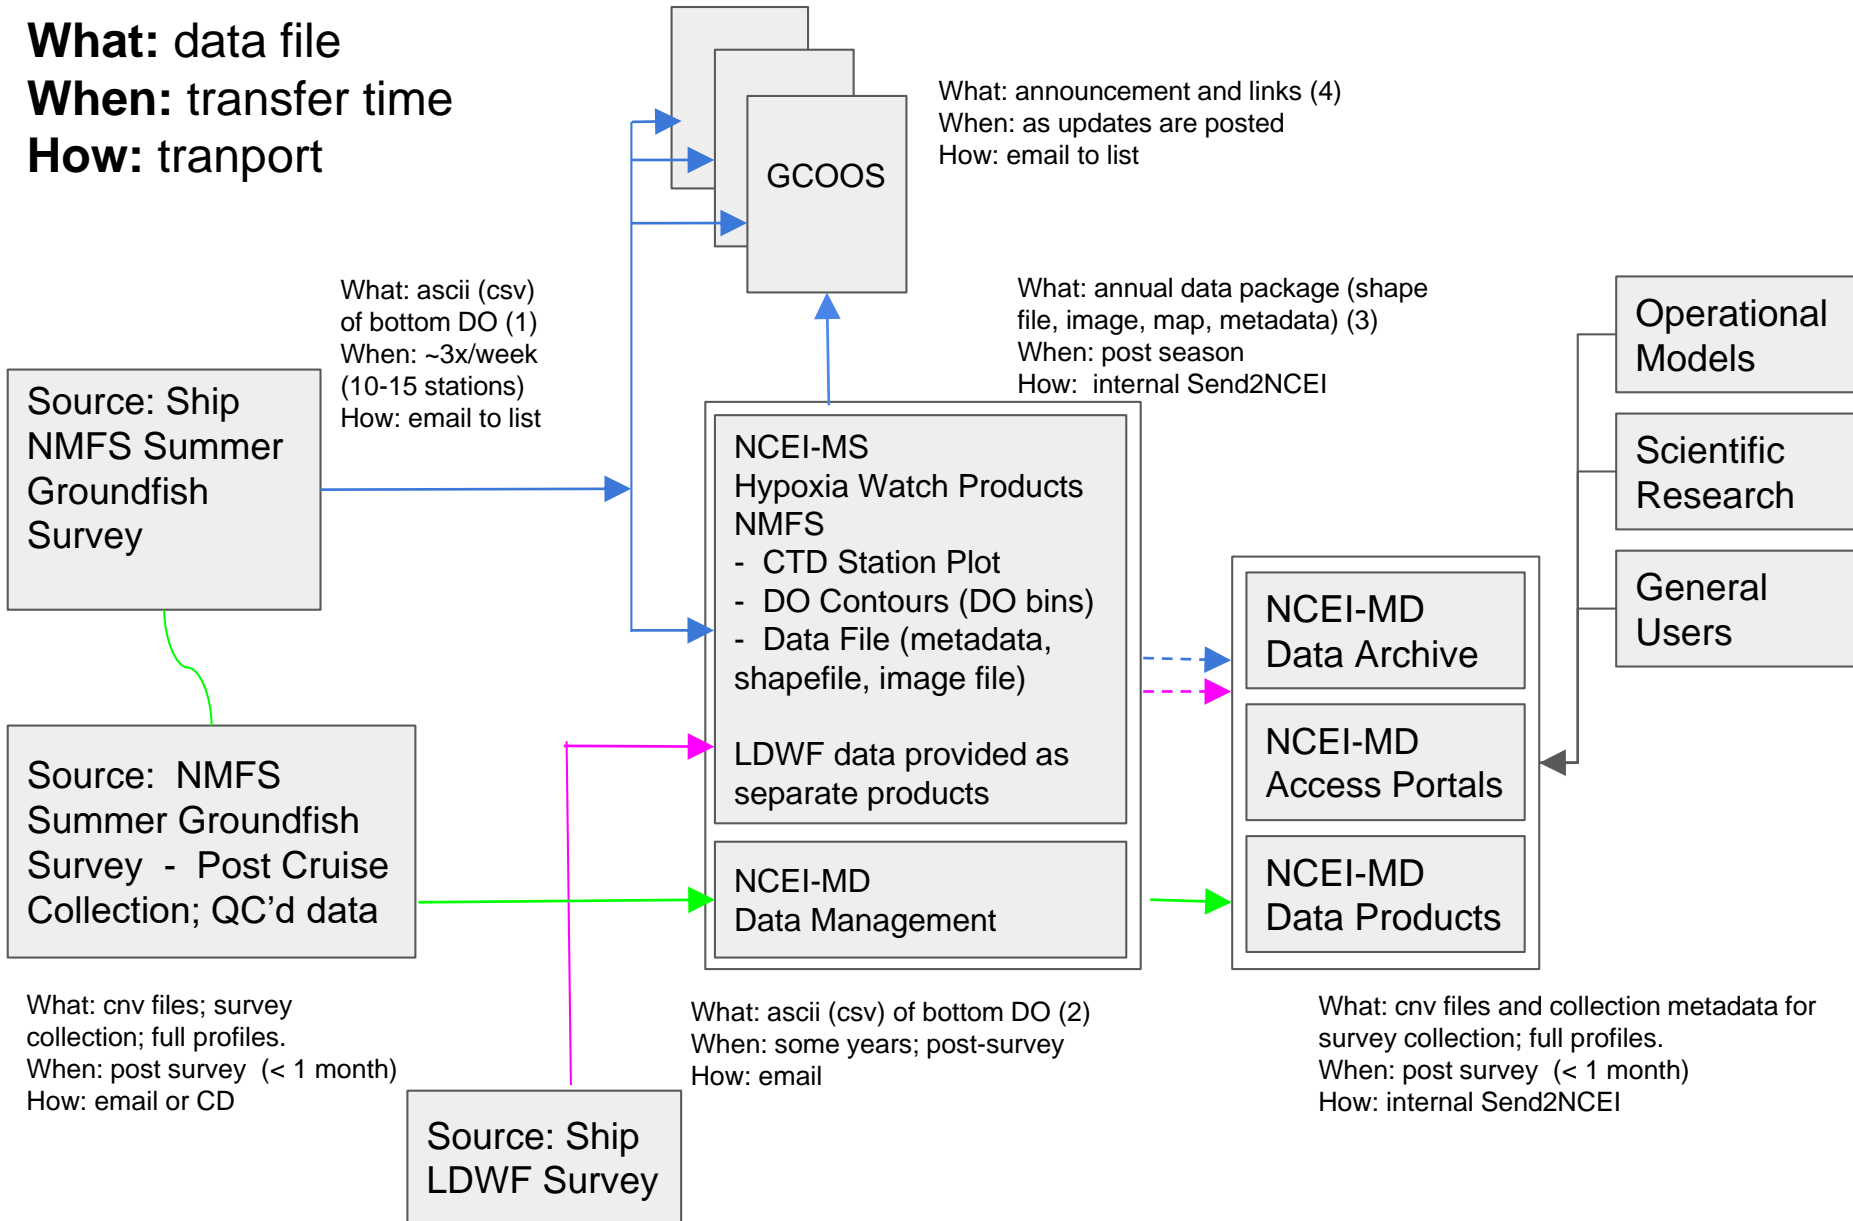 What: data file
When: transfer time
How: tranport
GCOOS
What: announcement and links (4)
When: as updates are posted
How: email to list
What: ascii (csv)
of bottom DO (1)
When: ~3x/week
(10-15 stations)
How: email to list
What: annual data package (shape
file, image, map, metadata) (3)
When: post season
How:  internal Send2NCEI
Operational
Models
Scientific
Research
General
Users
Source: Ship
NMFS Summer
Groundfish
Survey
NCEI-MS
Hypoxia Watch Products
NMFS
-  CTD Station Plot
-  DO Contours (DO bins)
-  Data File (metadata,
shapefile, image file)
LDWF data provided as
separate products
NCEI-MD
Data Management
NCEI-MD
Data Archive
NCEI-MD
Access Portals
NCEI-MD
Data Products
Source:  NMFS
Summer Groundfish
Survey  -  Post Cruise
Collection; QC’d data
What: cnv files; survey
collection; full profiles.
When: post survey  (< 1 month)
How: email or CD
What: ascii (csv) of bottom DO (2)
When: some years; post-survey
How: email
What: cnv files and collection metadata for
survey collection; full profiles.
When: post survey  (< 1 month)
How: internal Send2NCEI
Source: Ship
LDWF Survey